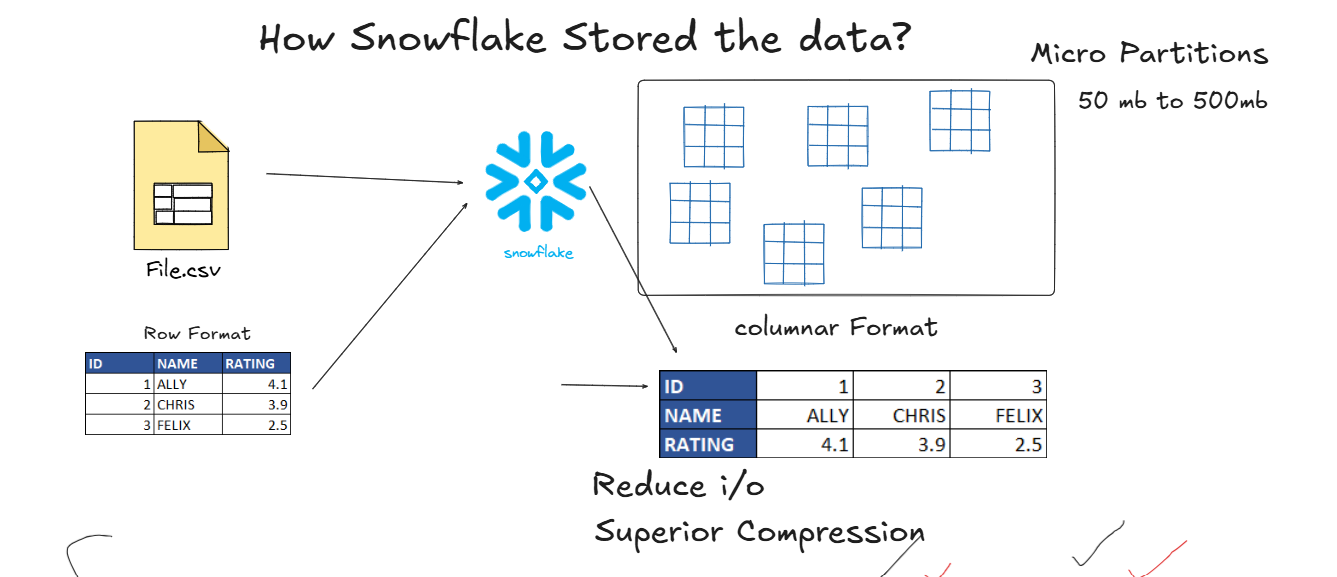 How Snowflake Stored the data?
Micro Partitions
50 mb to 500mb
snowflake
File.csv
columnar Format
Row Format
ID NAME RATING
1 ALLY 4.1
2 CHRIS 3.9
3 FELIX 2.5
ID 1 2 3
NAME ALLY CHRIS FELIX
RATING 4.1 3.9 2.5
Reduce i/o
Superior Compression